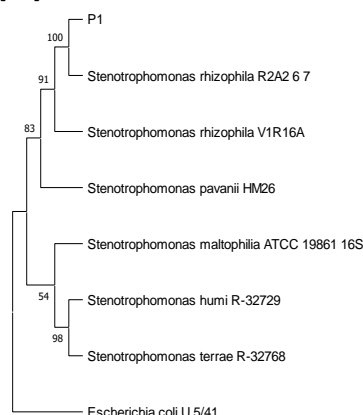 P1
100
Stenotrophomonas rhizophila R2A2 6 7
91
Stenotrophomonas rhizophila V1R16A
83
Stenotrophomonas pavanii HM26
Stenotrophomonas maltophilia ATCC 19861 16S
54
Stenotrophomonas humi R-32729
98
Stenotrophomonas terrae R-32768
Escherichia coli U 5/41